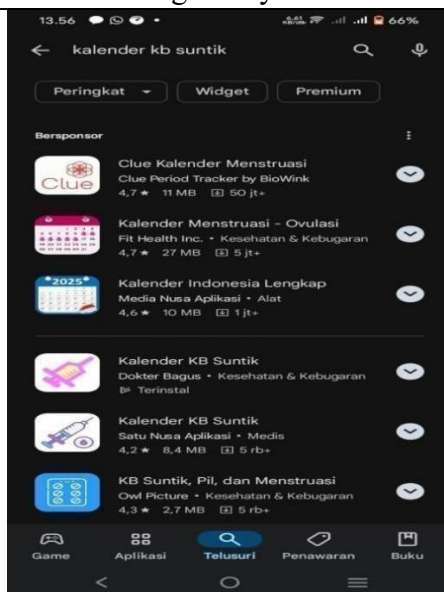 13.56 66%
kalender kb suntik
Peringkat Widget Premium
Bersponsor
Clue Kalender Menstruasi
Clue Period Tracker by BioWink
4,7★ 11 MB 50 jt+
Clue
Kalender Menstruasi - Ovulasi
Fit Health Inc. • Kesehatan & Kebugaran
4,7★ 27 MB 5 jt+
2025
Kalender Indonesia Lengkap
Media Nusa Aplikasi • Alat
4,6★ 10 MB 1 jt+
Kalender KB Suntik
Dokter Bagus • Kesehatan & Kebugaran
Terinstal
Kalender KB Suntik
Satu Nusa Aplikasi • Medis
4,2★ 8,4 MB 5 rb+
KB Suntik, Pil, dan Menstruasi
Owl Picture • Kesehatan & Kebugaran
4,3★ 2,7 MB 5 rb+
Game Aplikasi Telusuri Penawaran Buku